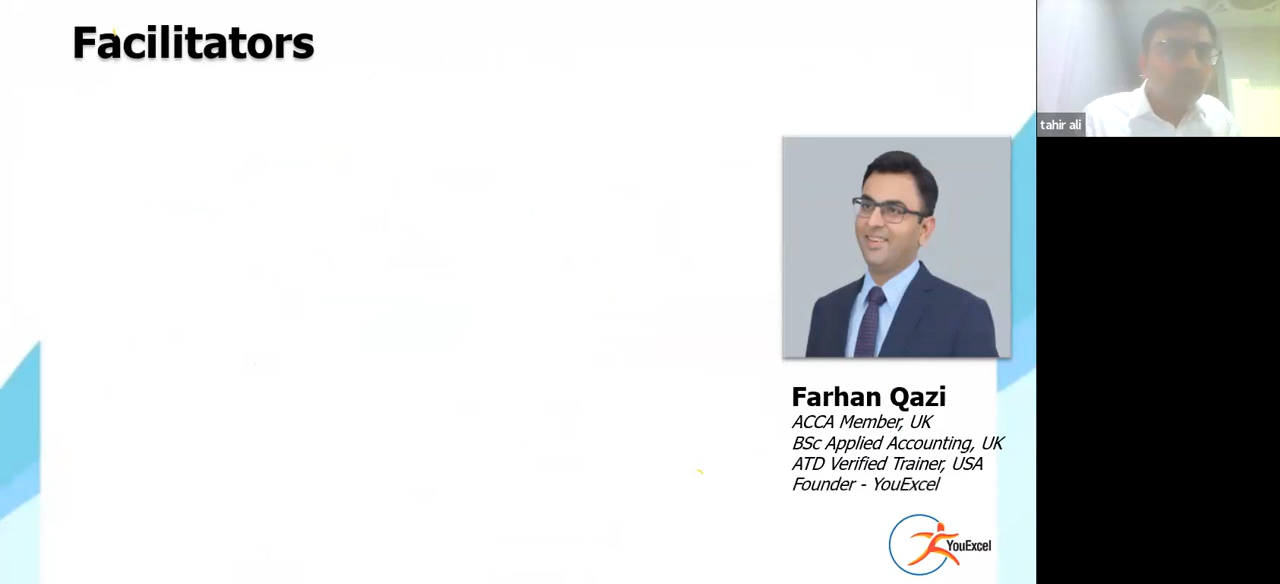 Facilitators
tahir ali
Farhan Qazi
ACCA Member, UK
BSc Applied Accounting, UK
ATD Verified Trainer, USA
Founder - YouExcel
YouExcel